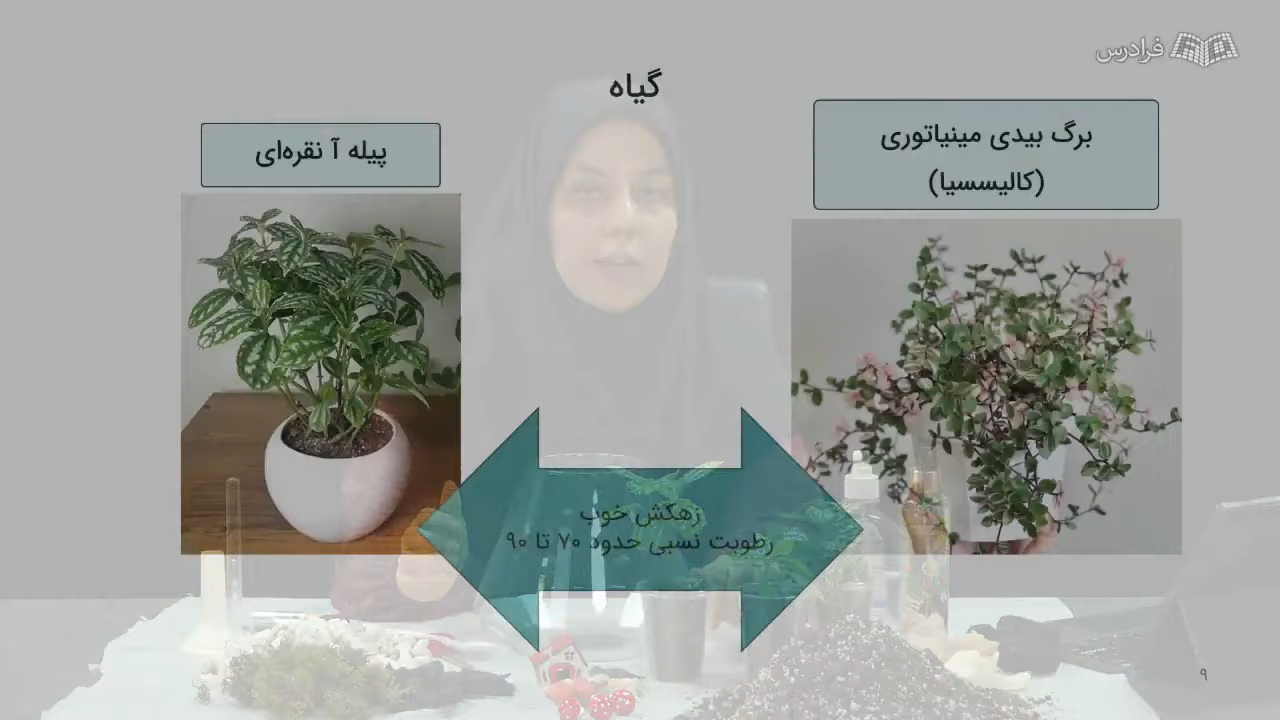 فرادرس
گیاه
برگ بیدی مینیاتوری
(کالیسسیا)
پیله آ نقره‌ای
زهکش خوب
رطوبت نسبی حدود ۷۰ تا ۹۰
۹